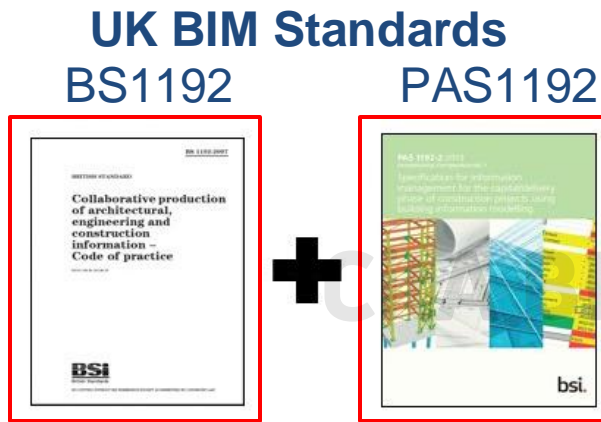 UK BIM Standards
BS1192
PAS1192
BS 1192:2007
BRITISH STANDARD
Collaborative production
of architectural,
engineering and
construction
information –
Code of practice
BSi
British Standards
PAS 1192-2:2013
Specification for information
management for the capital/delivery
phase of construction projects using
building information modelling
bsi.